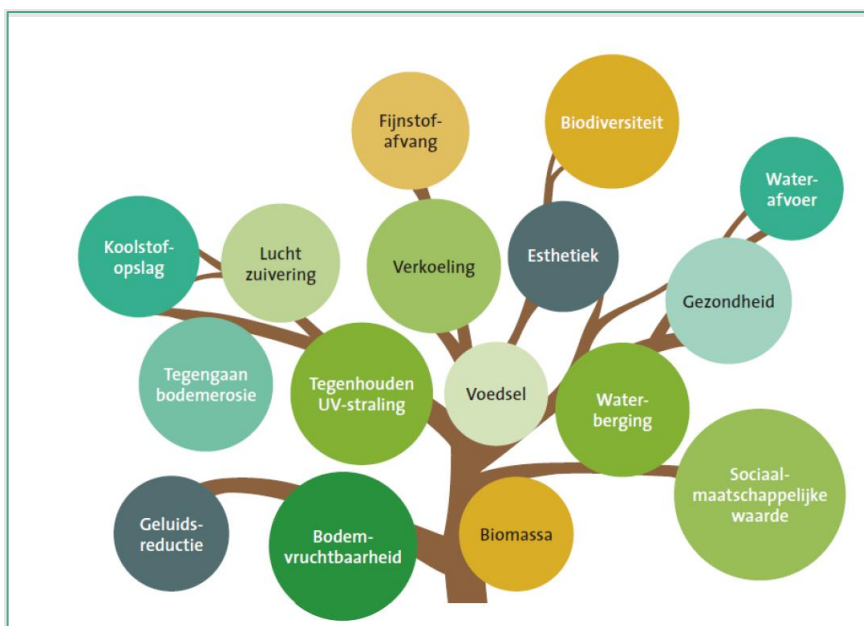 Fijnstof-
afvang
Biodiversiteit
Water-
afvoer
Koolstof-
opslag
Lucht
zuivering
Verkoeling
Esthetiek
Gezondheid
Tegengaan
bodemerosie
Tegenhouden
UV-straling
Voedsel
Water-
berging
Sociaal-
maatschappelijke
waarde
Geluids-
reductie
Bodem-
vruchtbaarheid
Biomassa